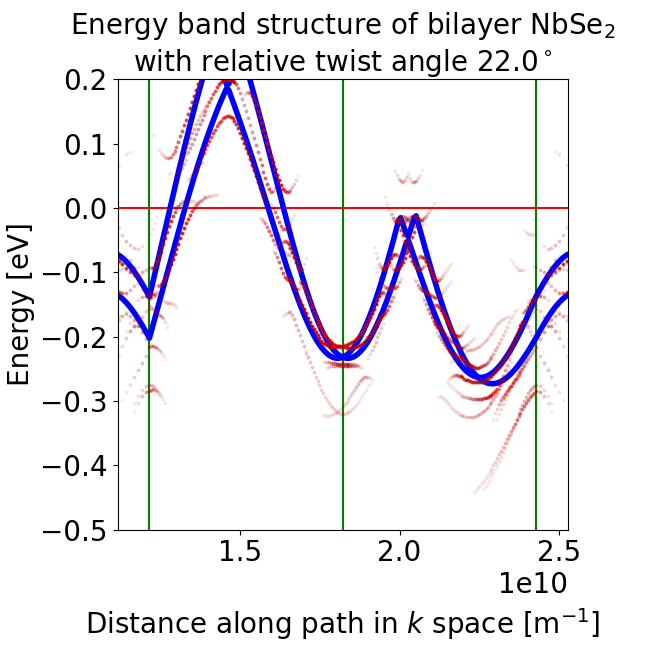 Energy band structure of bilayer NbSe₂
with relative twist angle 22.0°
Energy [eV]
0.2
0.1
0.0
−0.1
−0.2
−0.3
−0.4
−0.5
1.5 2.0 2.5
1e10
Distance along path in k space [m⁻¹]